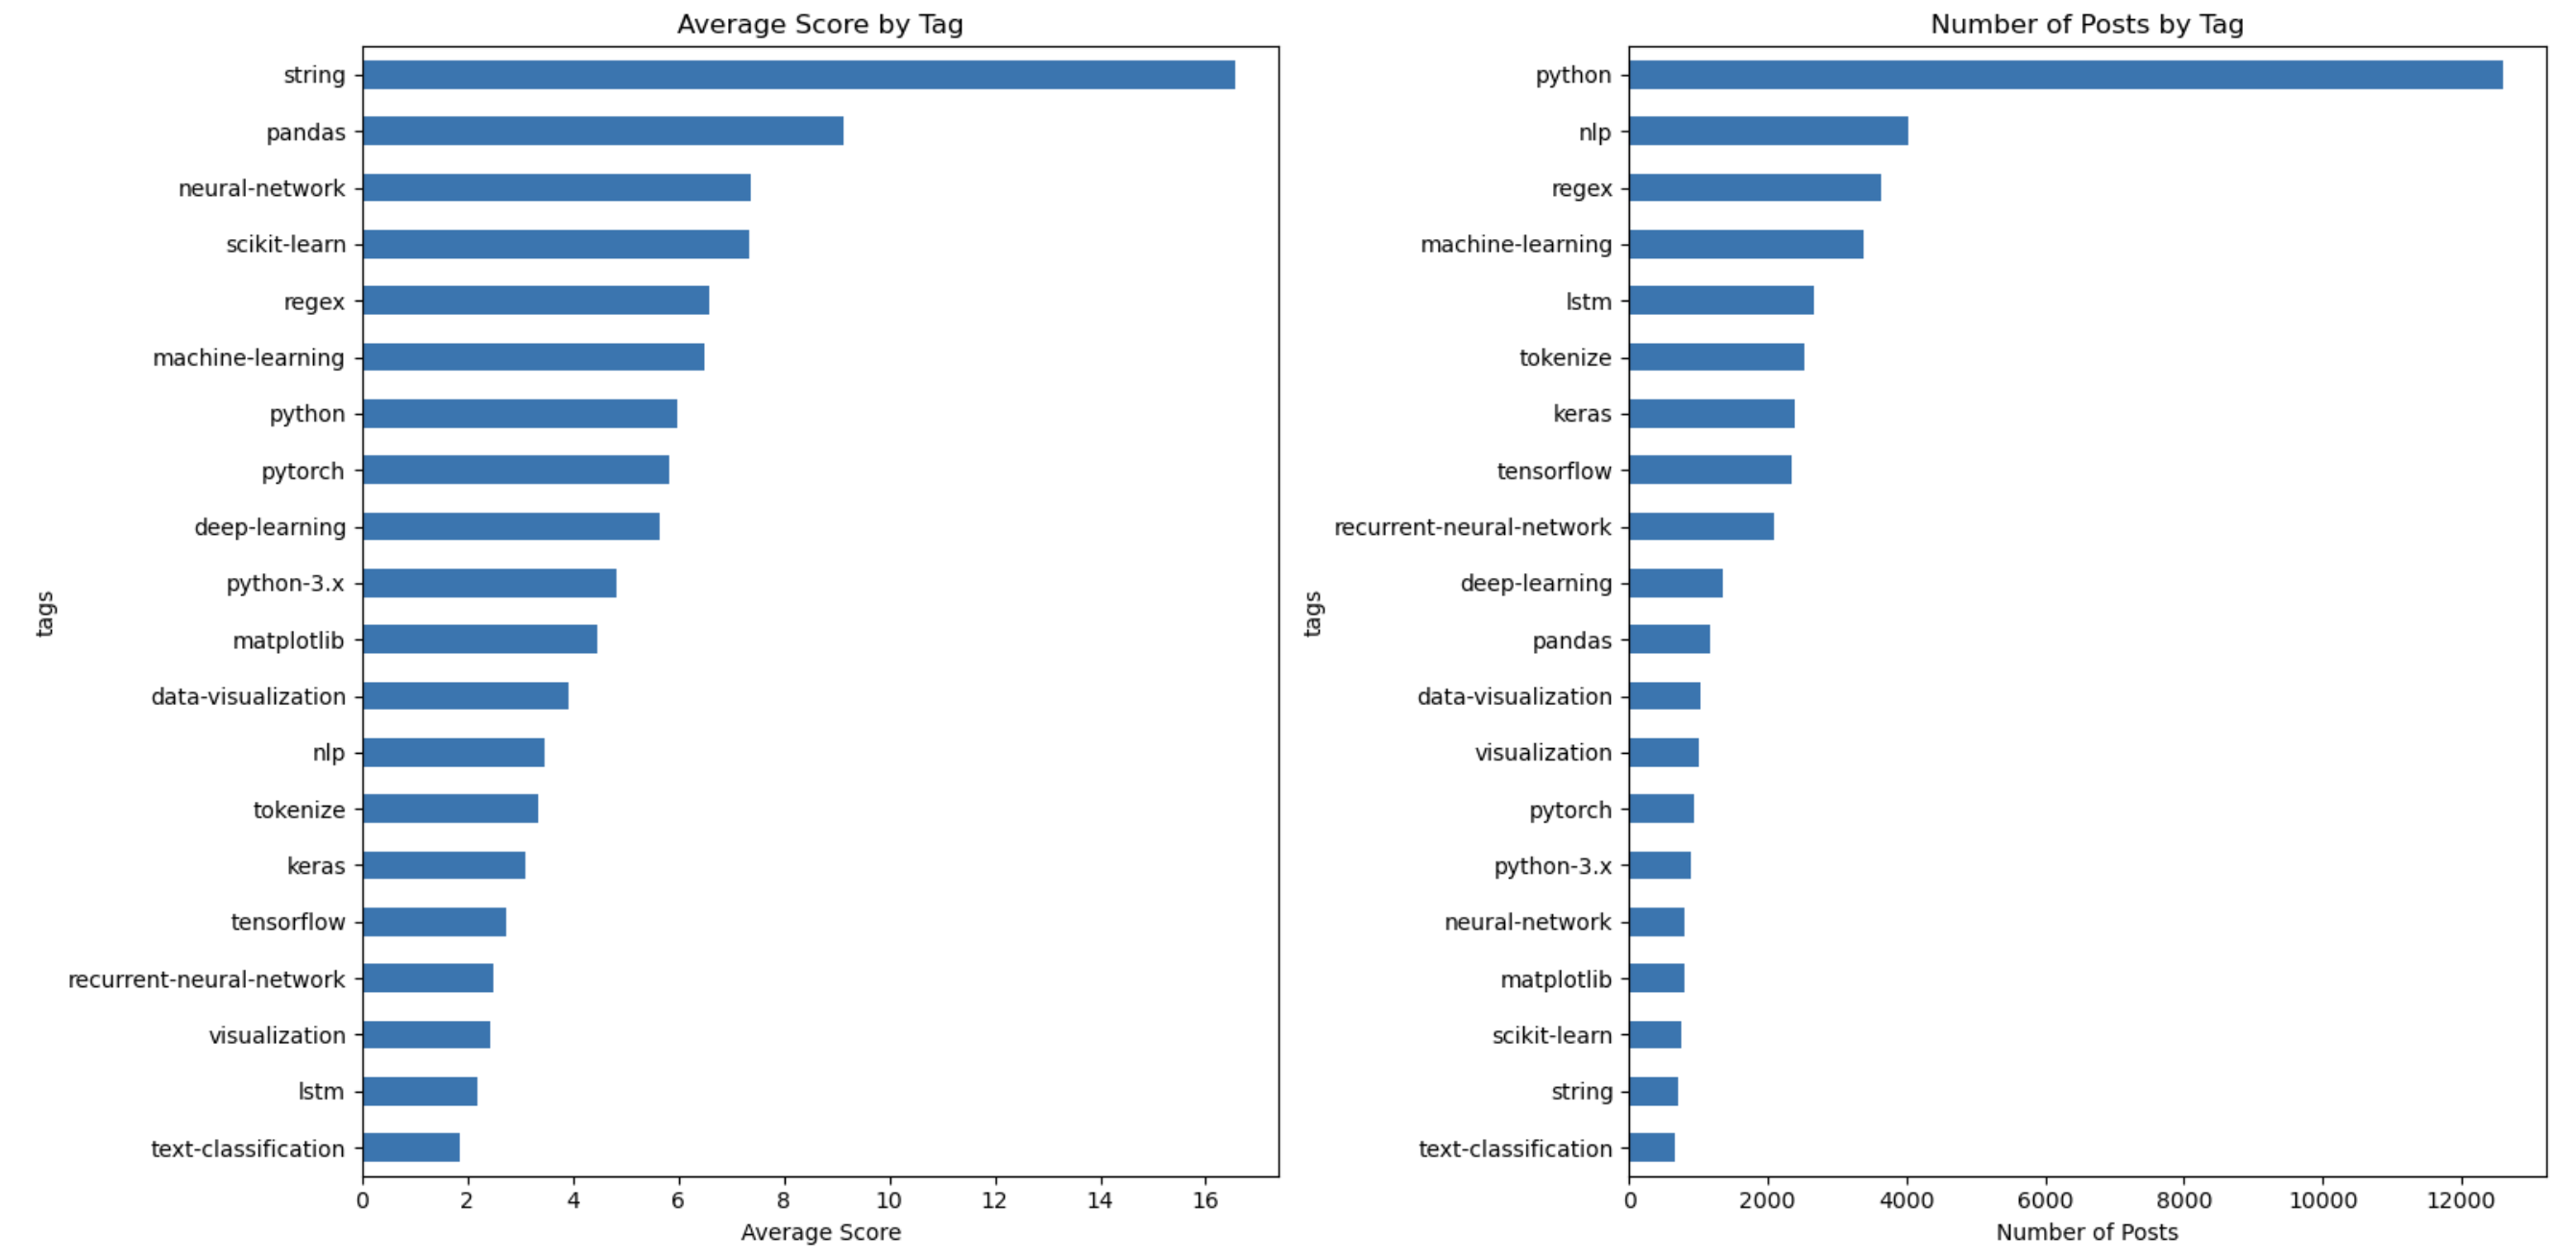 Average Score by Tag
tags
string
pandas
neural-network
scikit-learn
regex
machine-learning
python
pytorch
deep-learning
python-3.x
matplotlib
data-visualization
nlp
tokenize
keras
tensorflow
recurrent-neural-network
visualization
lstm
text-classification
0 2 4 6 8 10 12 14 16
Average Score
Number of Posts by Tag
tags
python
nlp
regex
machine-learning
lstm
tokenize
keras
tensorflow
recurrent-neural-network
deep-learning
pandas
data-visualization
visualization
pytorch
python-3.x
neural-network
matplotlib
scikit-learn
string
text-classification
0 2000 4000 6000 8000 10000 12000
Number of Posts